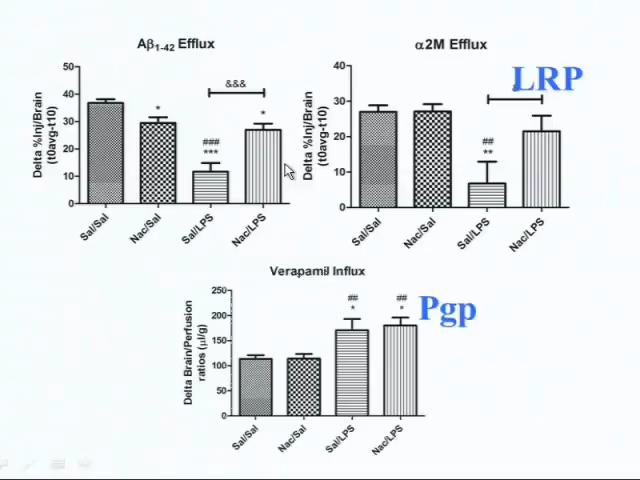 Aβ1-42 Efflux
Delta %Inj/Brain
(t0avg-t10)
50
40
30
20
10
0
*
###
***
&&&
*
Sal/Sal
Nac/Sal
Sal/LPS
Nac/LPS
α2M Efflux
LRP
Delta %Inj/Brain
(t0avg-t10)
40
30
20
10
0
##
**
Sal/Sal
Nac/Sal
Sal/LPS
Nac/LPS
Verapamil Influx
Pgp
Delta Brain/Perfusion
ratios (µl/g)
250
200
150
100
50
0
##
*
##
*
Sal/Sal
Nac/Sal
Sal/LPS
Nac/LPS